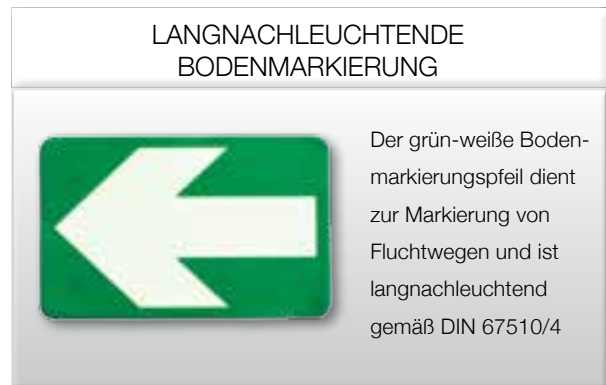 LANGNACHLEUCHTENDE
BODENMARKIERUNG
Der grün-weiße Boden-
markierungspfeil dient
zur Markierung von
Fluchtwegen und ist
langnachleuchtend
gemäß DIN 67510/4